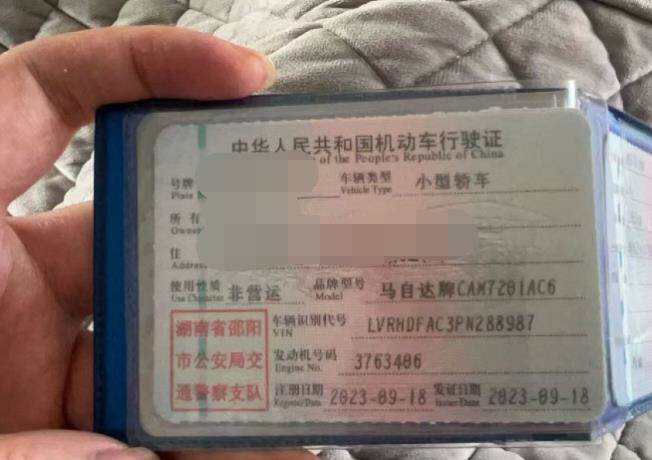 中华人民共和国机动车行驶证
of the People's Republic of China
号牌 车辆类型 小型轿车
Plate Vehicle Type
所有
Owner
住
Address
使用性质 非营运 品牌型号 马自达牌CAM7201AC6
Use Character Model
湖南省邵阳 车辆识别代号 LVRHDFAC3PN288987
VIN
市公安局交 发动机号码 3763406
Engine No.
通警察支队 注册日期 2023-09-18 发证日期 2023-09-18
Register Date Issue Date